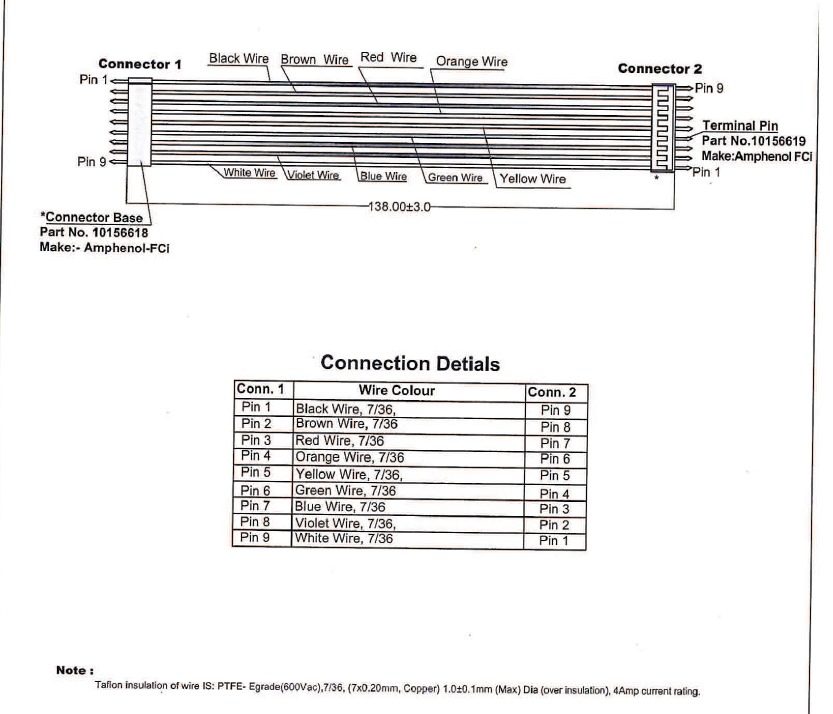 Connector 1
Black Wire Brown Wire Red Wire Orange Wire
Connector 2
Pin 1
Pin 9
Terminal Pin
Part No.10156619
Make:Amphenol FCI
Pin 9
Pin 1
White Wire Violet Wire Blue Wire Green Wire Yellow Wire
*
138.00±3.0
*Connector Base
Part No. 10156618
Make:- Amphenol-FCi
Connection Detials
Conn. 1 Wire Colour Conn. 2
Pin 1 Black Wire, 7/36, Pin 9
Pin 2 Brown Wire, 7/36 Pin 8
Pin 3 Red Wire, 7/36 Pin 7
Pin 4 Orange Wire, 7/36 Pin 6
Pin 5 Yellow Wire, 7/36, Pin 5
Pin 6 Green Wire, 7/36 Pin 4
Pin 7 Blue Wire, 7/36 Pin 3
Pin 8 Violet Wire, 7/36, Pin 2
Pin 9 White Wire, 7/36 Pin 1
Note :
Taflon insulation of wire IS: PTFE- Egrade(600Vac),7/36, (7x0.20mm, Copper) 1.0±0.1mm (Max) Dia (over insulation), 4Amp current rating.